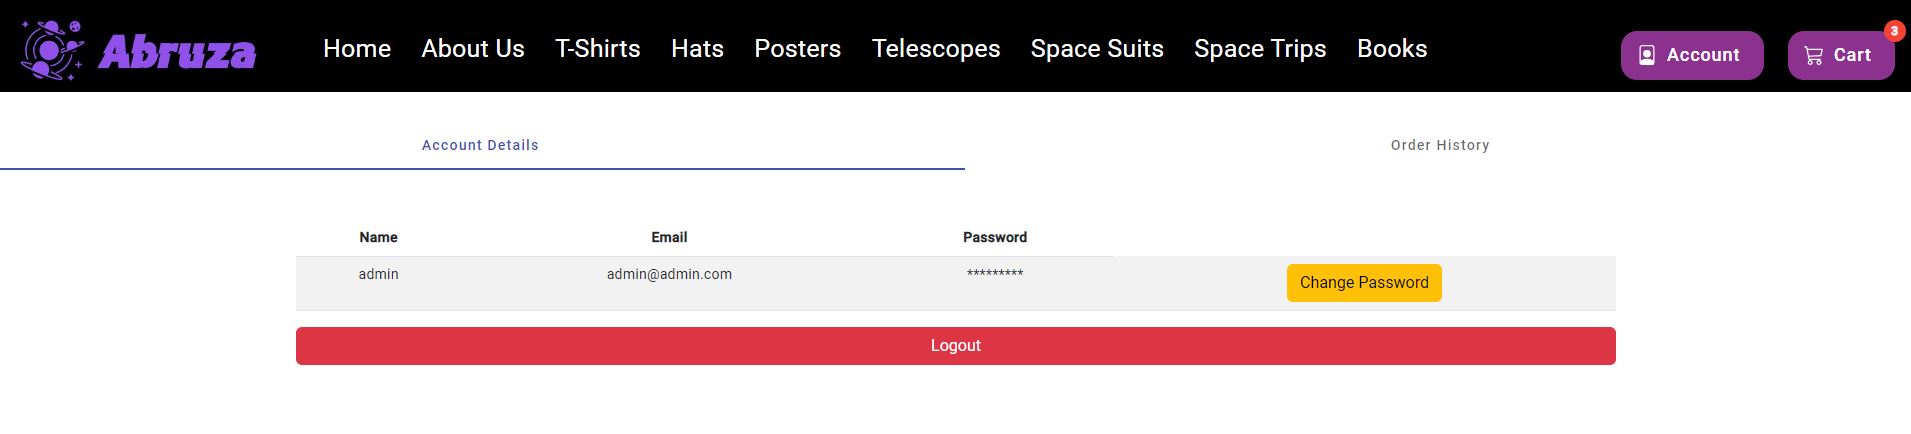 Abruza Home About Us T-Shirts Hats Posters Telescopes Space Suits Space Trips Books Account Cart 3
Account Details Order History
Name Email Password
admin admin@admin.com ********* Change Password
Logout